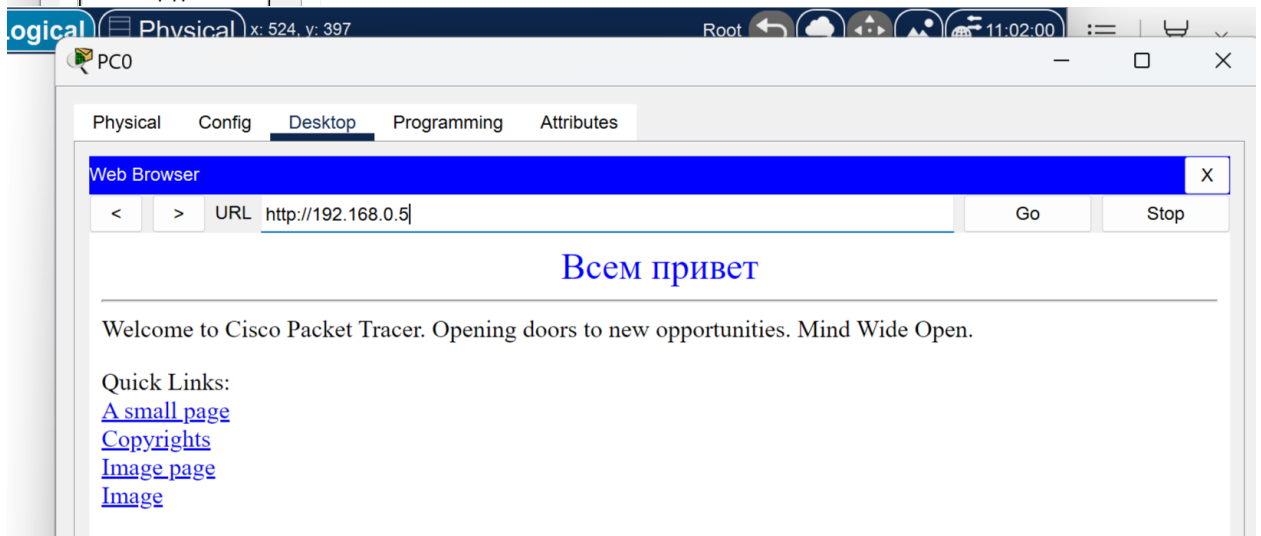 ogical Physical x: 524, y: 397 Root 11:02:00
PC0
Physical Config Desktop Programming Attributes
Web Browser X
< > URL http://192.168.0.5 Go Stop
Всем привет
Welcome to Cisco Packet Tracer. Opening doors to new opportunities. Mind Wide Open.
Quick Links:
A small page
Copyrights
Image page
Image